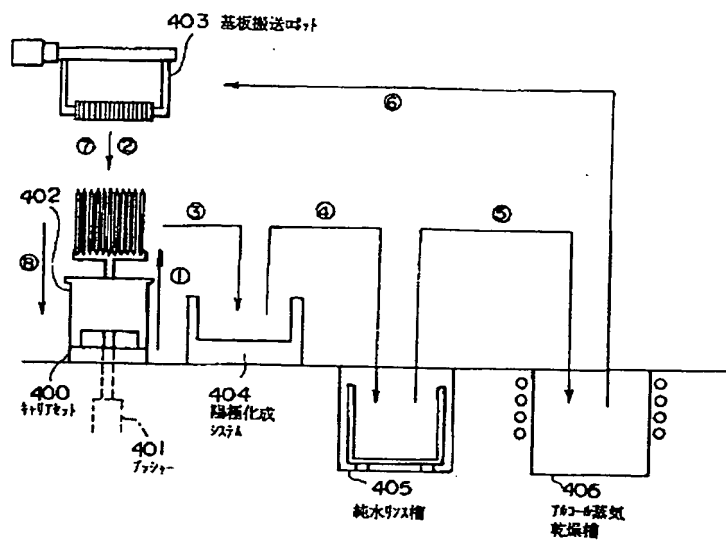 403 基板搬送ロボット
⑥
⑦ ②
402
③ ④ ⑤
⑧ ①
400
キャリアセット
401
プッシャー
404
陽極化成
システム
405
純水リンス槽
406
アルコール蒸気
乾燥槽